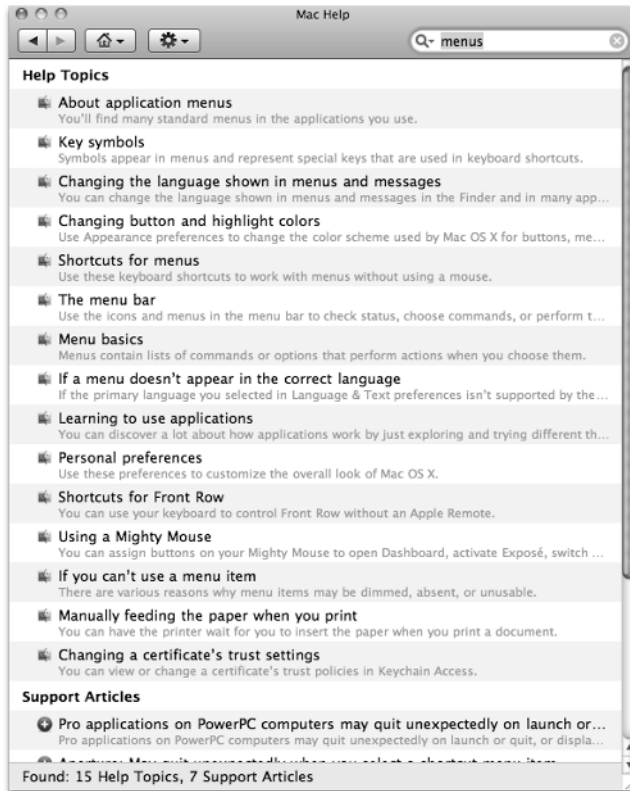 Mac Help
menus
Help Topics
About application menus
You'll find many standard menus in the applications you use.
Key symbols
Symbols appear in menus and represent special keys that are used in keyboard shortcuts.
Changing the language shown in menus and messages
You can change the language shown in menus and messages in the Finder and in many app...
Changing button and highlight colors
Use Appearance preferences to change the color scheme used by Mac OS X for buttons, me...
Shortcuts for menus
Use these keyboard shortcuts to work with menus without using a mouse.
The menu bar
Use the icons and menus in the menu bar to check status, choose commands, or perform t...
Menu basics
Menus contain lists of commands or options that perform actions when you choose them.
If a menu doesn't appear in the correct language
If the primary language you selected in Language & Text preferences isn't supported by the...
Learning to use applications
You can discover a lot about how applications work by just exploring and trying different th...
Personal preferences
Use these preferences to customize the overall look of Mac OS X.
Shortcuts for Front Row
You can use your keyboard to control Front Row without an Apple Remote.
Using a Mighty Mouse
You can assign buttons on your Mighty Mouse to open Dashboard, activate Exposé, switch ...
If you can't use a menu item
There are various reasons why menu items may be dimmed, absent, or unusable.
Manually feeding the paper when you print
You can have the printer wait for you to insert the paper when you print a document.
Changing a certificate's trust settings
You can view or change a certificate's trust policies in Keychain Access.
Support Articles
Pro applications on PowerPC computers may quit unexpectedly on launch or...
Pro applications on PowerPC computers may quit unexpectedly on launch or quit, or displa...
Aperture: May quit unexpectedly when you select a shortcut menu item
Found: 15 Help Topics, 7 Support Articles